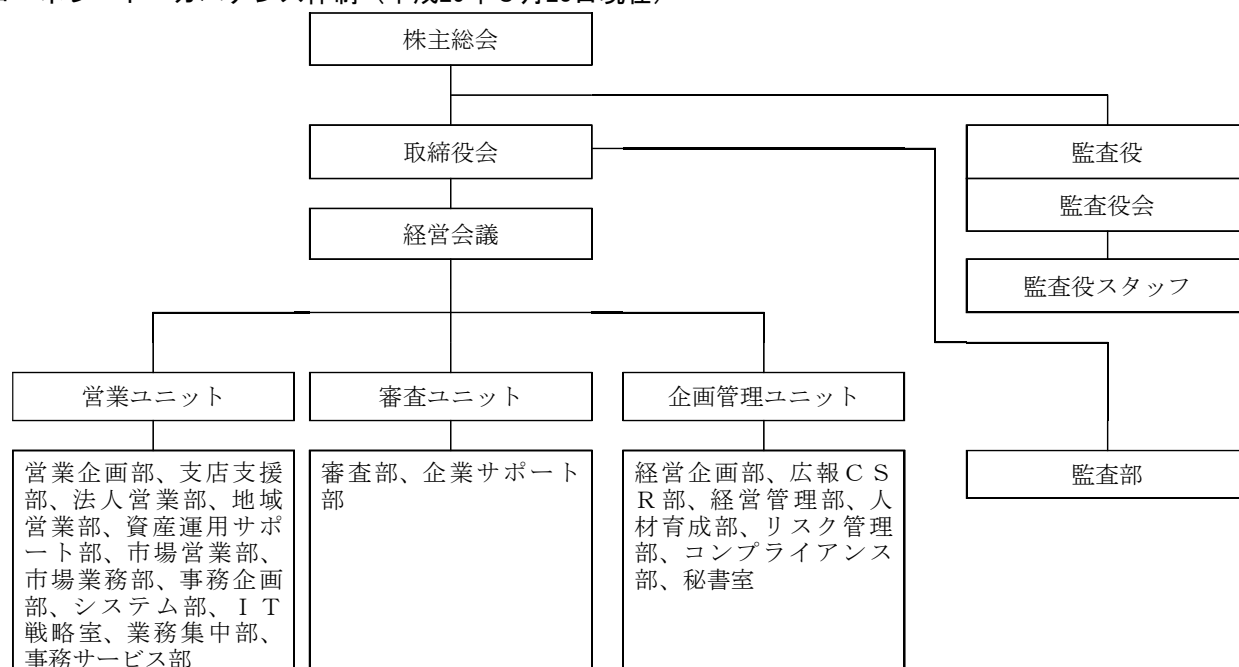 株主総会
取締役会
監査役
監査役会
経営会議
監査役スタッフ
営業ユニット
審査ユニット
企画管理ユニット
営業企画部、支店支援
部、法人営業部、地域
営業部、資産運用サポ
ート部、市場営業部、
市場業務部、事務企画
部、システム部、ＩＴ
戦略室、業務集中部、
事務サービス部
審査部、企業サポート
部
経営企画部、広報ＣＳ
Ｒ部、経営管理部、人
材育成部、リスク管理
部、コンプライアンス
部、秘書室
監査部